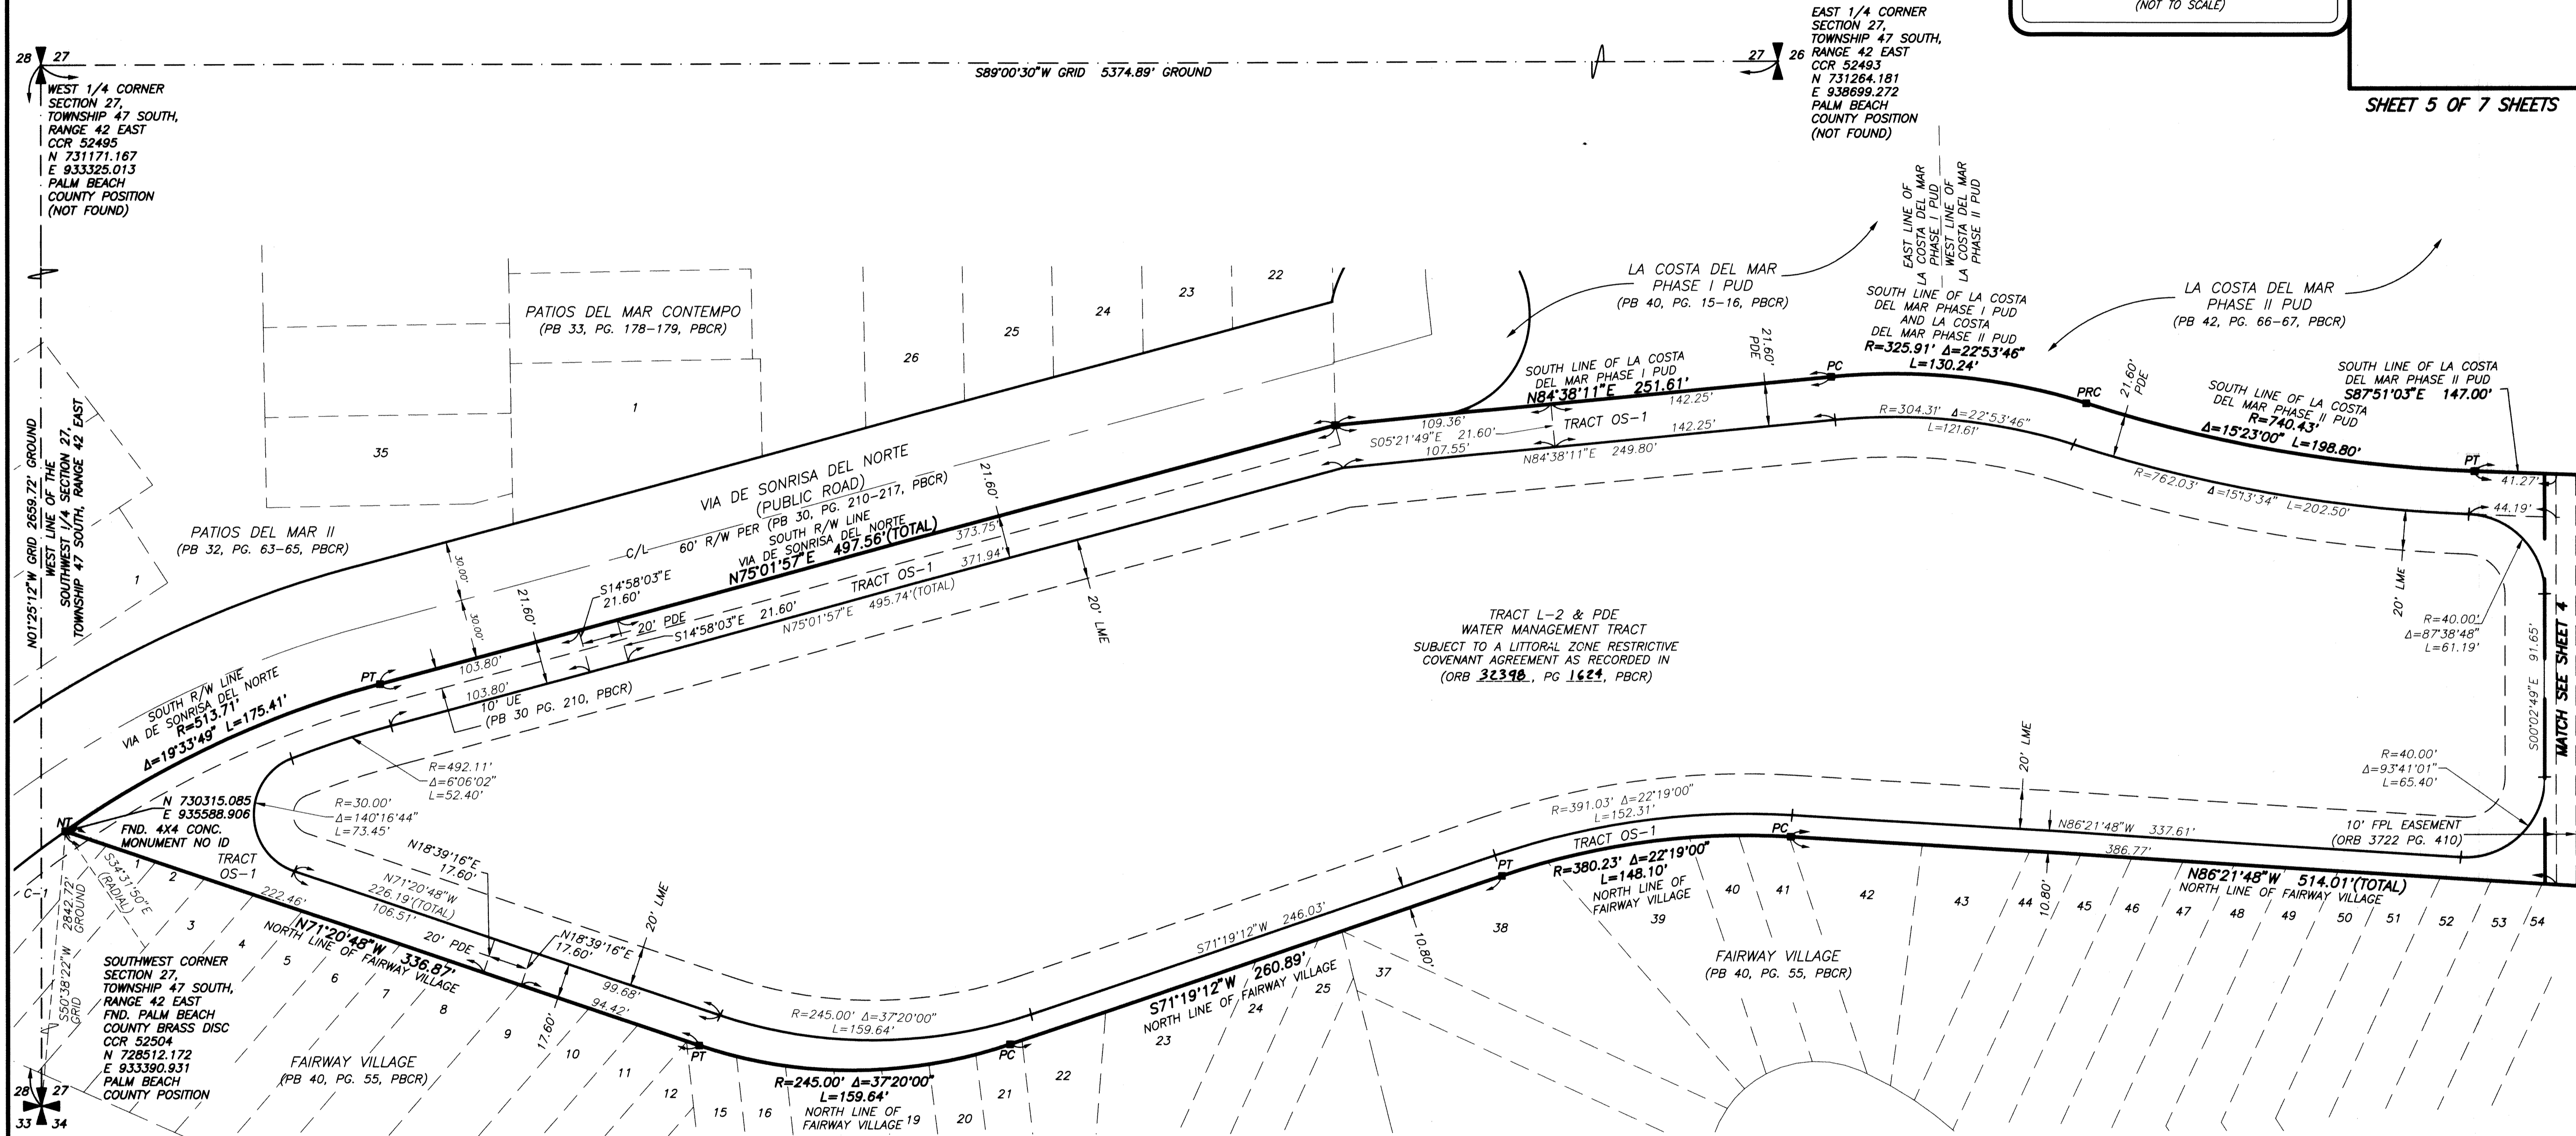 (NOT TO SCALE)
SHEET 5 OF 7 SHEETS
28 27
WEST 1/4 CORNER
SECTION 27,
TOWNSHIP 47 SOUTH,
RANGE 42 EAST
CCR 52495
N 731171.167
E 933325.013
PALM BEACH
COUNTY POSITION
(NOT FOUND)
S89°00'30"W GRID 5374.89' GROUND
27 26
EAST 1/4 CORNER
SECTION 27,
TOWNSHIP 47 SOUTH,
RANGE 42 EAST
CCR 52493
N 731264.181
E 938699.272
PALM BEACH
COUNTY POSITION
(NOT FOUND)
N01°25'12"W GRID 2659.72' GROUND
WEST LINE OF THE
SOUTHWEST 1/4 SECTION 27,
TOWNSHIP 47 SOUTH, RANGE 42 EAST
1
PATIOS DEL MAR II
(PB 32, PG. 63-65, PBCR)
35
PATIOS DEL MAR CONTEMPO
(PB 33, PG. 178-179, PBCR)
1
26
25
24
23
22
LA COSTA DEL MAR
PHASE I PUD
(PB 40, PG. 15-16, PBCR)
EAST LINE OF
LA COSTA DEL MAR
PHASE I PUD
WEST LINE OF
LA COSTA DEL MAR
PHASE II PUD
LA COSTA DEL MAR
PHASE II PUD
(PB 42, PG. 66-67, PBCR)
VIA DE SONRISA DEL NORTE
(PUBLIC ROAD)
C/L 60' R/W PER (PB 30, PG. 210-217, PBCR)
SOUTH R/W LINE
VIA DE SONRISA DEL NORTE
N75°01'57"E 497.56'(TOTAL)
373.75'
21.60'
TRACT OS-1
371.94'
N75°01'57"E 495.74'(TOTAL)
30.00'
30.00'
21.60'
S14°58'03"E
21.60'
20' PDE
S14°58'03"E 21.60'
20' LME
103.80'
103.80'
10' UE
(PB 30 PG. 210, PBCR)
PT
SOUTH R/W LINE
VIA DE SONRISA DEL NORTE
R=513.71'
Δ=19°33'49" L=175.41'
R=492.11'
Δ=6°06'02"
L=52.40'
R=30.00'
Δ=140°16'44"
L=73.45'
NT
N 730315.085
E 935588.906
FND. 4X4 CONC.
MONUMENT NO ID
TRACT
OS-1
S34°31'50"E
(RADIAL)
C-1
S50°38'22"W 2842.72'
GRID GROUND
SOUTHWEST CORNER
SECTION 27,
TOWNSHIP 47 SOUTH,
RANGE 42 EAST
FND. PALM BEACH
COUNTY BRASS DISC
CCR 52504
N 728512.172
E 933390.931
PALM BEACH
COUNTY POSITION
28 27
33 34
1
2
3
4
5
6
7
8
9
10
11
12
15
16
19
20
21
22
23
24
25
37
38
39
40
41
42
43
44
45
46
47
48
49
50
51
52
53
54
222.46'
N71°20'48"W 336.87'
NORTH LINE OF FAIRWAY VILLAGE
N71°20'48"W
226.19'(TOTAL)
106.51'
N18°39'16"E
17.60'
20' PDE
N18°39'16"E
17.60'
20' LME
99.68'
94.42'
17.60'
FAIRWAY VILLAGE
(PB 40, PG. 55, PBCR)
PT
R=245.00' Δ=37°20'00"
L=159.64'
R=245.00' Δ=37°20'00"
L=159.64'
NORTH LINE OF
FAIRWAY VILLAGE
PC
S71°19'12"W 246.03'
S71°19'12"W 260.89'
NORTH LINE OF FAIRWAY VILLAGE
10.80'
PT
R=391.03' Δ=22°19'00"
L=152.31'
TRACT OS-1
R=380.23' Δ=22°19'00"
L=148.10'
NORTH LINE OF
FAIRWAY VILLAGE
PC
FAIRWAY VILLAGE
(PB 40, PG. 55, PBCR)
20' LME
N86°21'48"W 337.61'
386.77'
10.80'
N86°21'48"W 514.01'(TOTAL)
NORTH LINE OF FAIRWAY VILLAGE
10' FPL EASEMENT
(ORB 3722 PG. 410)
R=40.00'
Δ=93°41'01"
L=65.40'
S00°02'49"E 91.65'
MATCH SEE SHEET 4
R=40.00'
Δ=87°38'48"
L=61.19'
20' LME
TRACT L-2 & PDE
WATER MANAGEMENT TRACT
SUBJECT TO A LITTORAL ZONE RESTRICTIVE
COVENANT AGREEMENT AS RECORDED IN
(ORB 32398, PG 1624, PBCR)
SOUTH LINE OF LA COSTA
DEL MAR PHASE I PUD
N84°38'11"E 251.61'
142.25'
109.36'
S05°21'49"E 21.60'
TRACT OS-1
107.55'
142.25'
N84°38'11"E 249.80'
21.60'
PDE
PC
SOUTH LINE OF LA COSTA
DEL MAR PHASE I PUD
AND LA COSTA
DEL MAR PHASE II PUD
R=325.91' Δ=22°53'46"
L=130.24'
R=304.31' Δ=22°53'46"
L=121.61'
PRC
21.60'
PDE
SOUTH LINE OF LA COSTA
DEL MAR PHASE II PUD
R=740.43'
Δ=15°23'00" L=198.80'
R=762.03' Δ=15°13'34" L=202.50'
SOUTH LINE OF LA COSTA
DEL MAR PHASE II PUD
S87°51'03"E 147.00'
PT
41.27'
44.19'